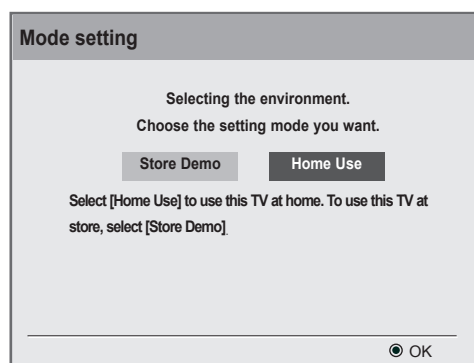 Mode setting
Selecting the environment.
Choose the setting mode you want.
Store Demo Home Use
Select [Home Use] to use this TV at home. To use this TV at
store, select [Store Demo].
OK